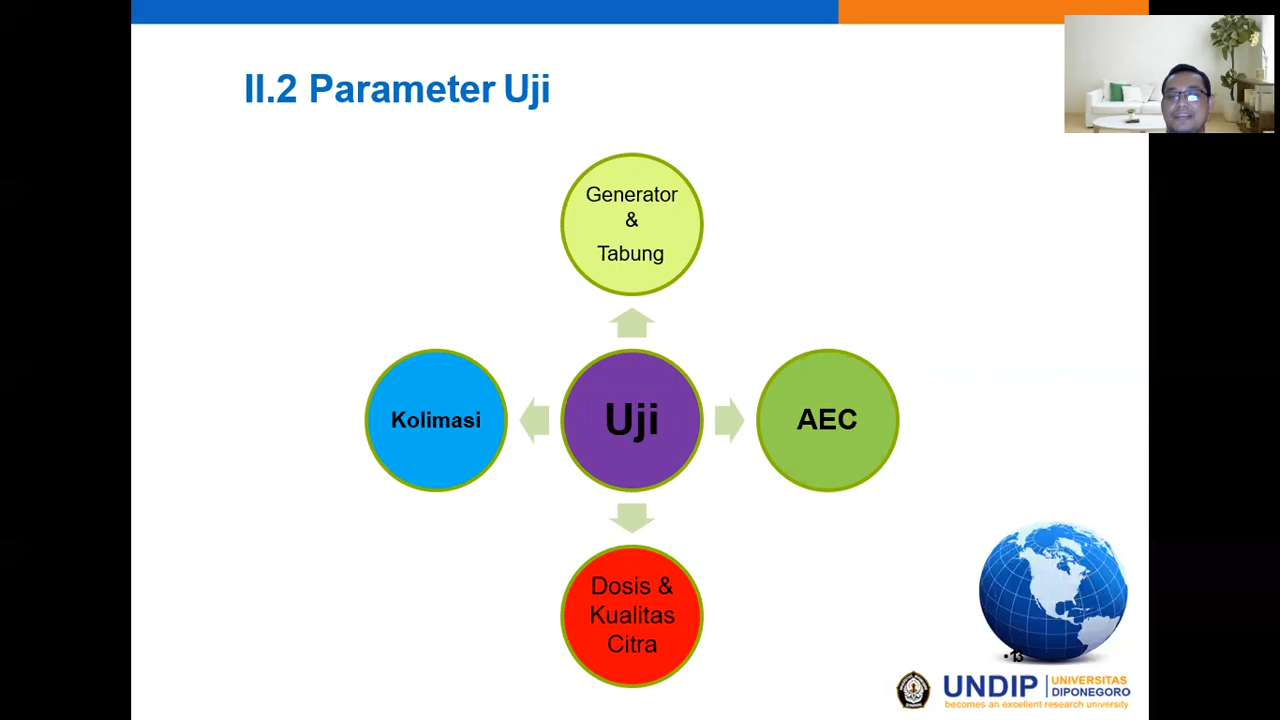 II.2 Parameter Uji
Generator
&
Tabung
Kolimasi
Uji
AEC
Dosis &
Kualitas
Citra
•13
UNDIP
UNIVERSITAS
DIPONEGORO
becomes an excellent research university